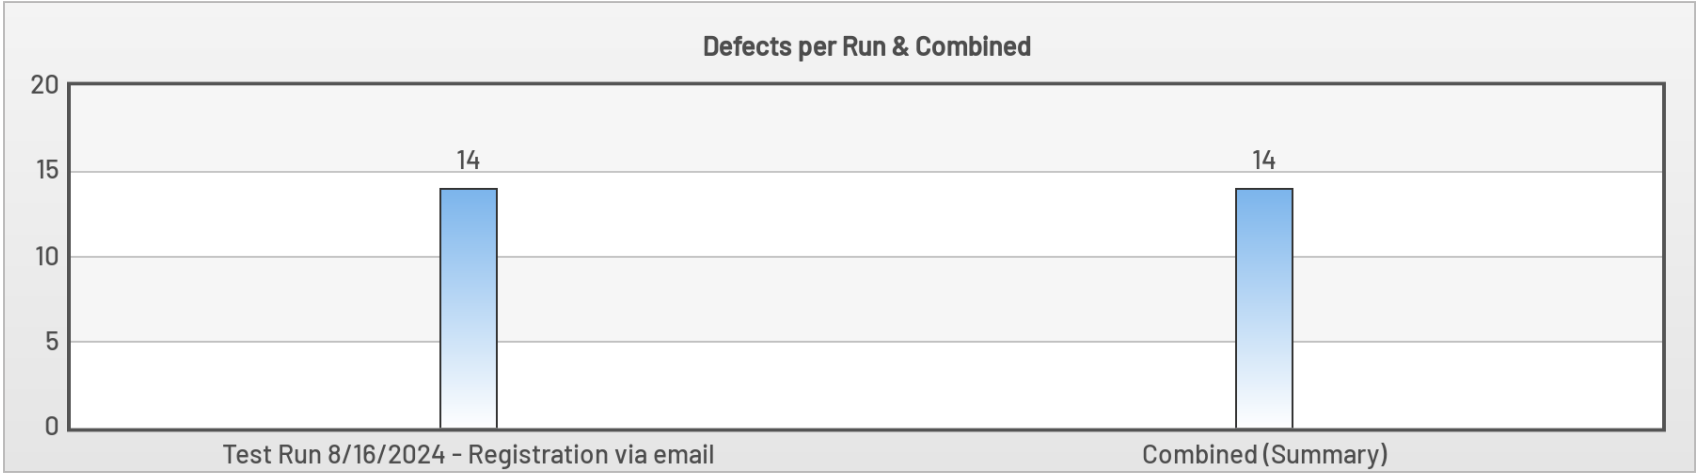 Defects per Run & Combined
20
15
10
5
0
14
14
Test Run 8/16/2024 - Registration via email
Combined (Summary)